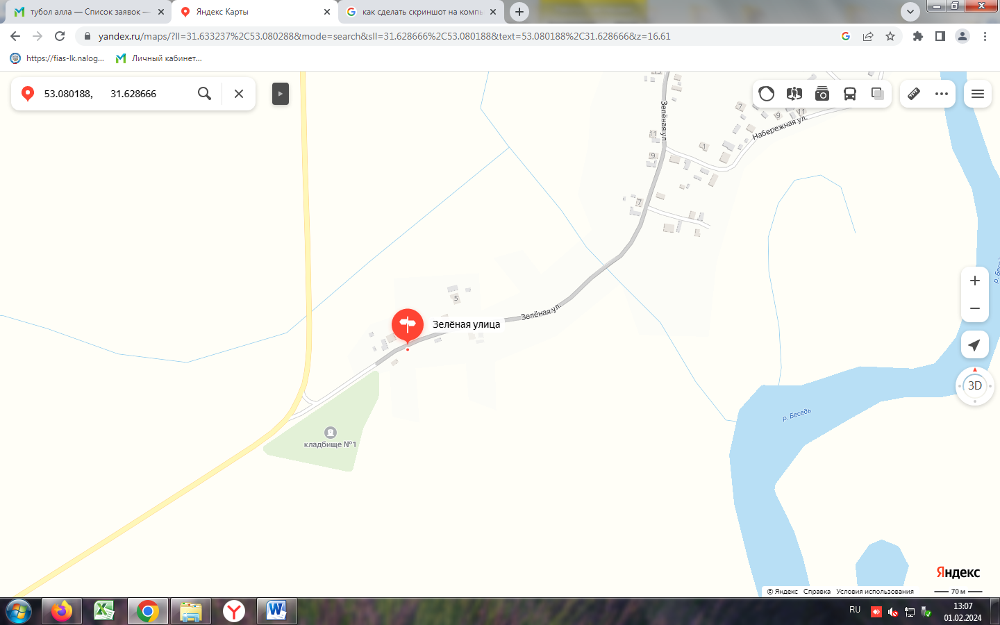 тубол алла — Список заявок —
Яндекс Карты
как сделать скриншот на компь
yandex.ru/maps/?ll=31.633237%2C53.080288&mode=search&sll=31.628666%2C53.080188&text=53.080188%2C31.628666&z=16.61
https://fias-lk.nalog...
Личный кабинет...
53.080188, 31.628666
Зелёная ул.
7
9
11
Набережная ул.
11
1
9
7
5
Зелёная ул.
Зелёная улица
3D
р. Беседь
кладбище №1
Яндекс
© Яндекс Справка Условия использования
70 м
RU
13:07
01.02.2024